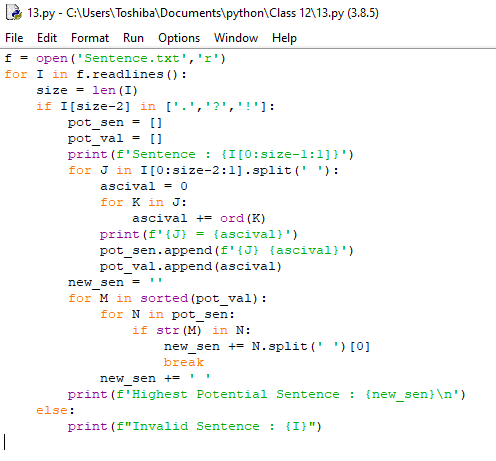 13.py - C:\Users\Toshiba\Documents\python\Class 12\13.py (3.8.5)
File Edit Format Run Options Window Help
f = open('Sentence.txt','r')
for I in f.readlines():
    size = len(I)
    if I[size-2] in ['.','?','!']:
        pot_sen = []
        pot_val = []
        print(f'Sentence : {I[0:size-1:1]}')
        for J in I[0:size-2:1].split(' '):
            ascival = 0
            for K in J:
                ascival += ord(K)
            print(f'{J} = {ascival}')
            pot_sen.append(f'{J} {ascival}')
            pot_val.append(ascival)
        new_sen = ''
        for M in sorted(pot_val):
            for N in pot_sen:
                if str(M) in N:
                    new_sen += N.split(' ')[0]
                    break
            new_sen += ' '
        print(f'Highest Potential Sentence : {new_sen}\n')
    else:
        print(f"Invalid Sentence : {I}")